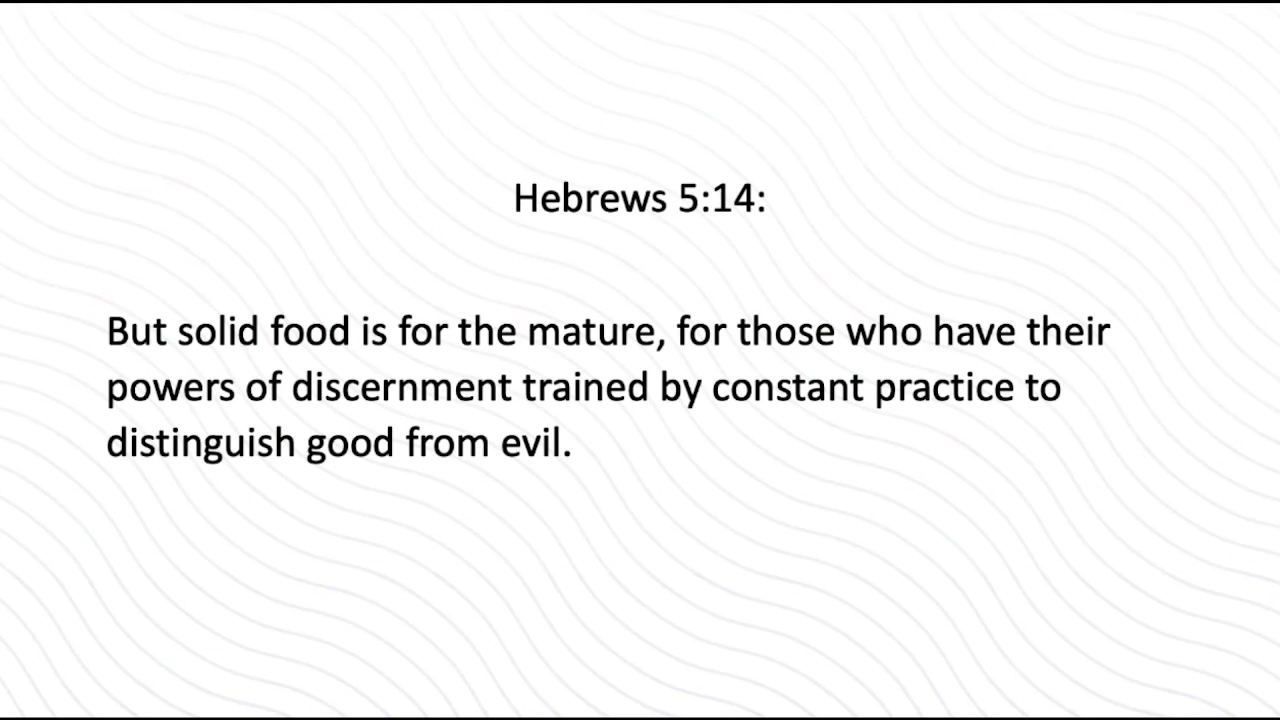 Hebrews 5:14:
But solid food is for the mature, for those who have their
powers of discernment trained by constant practice to
distinguish good from evil.